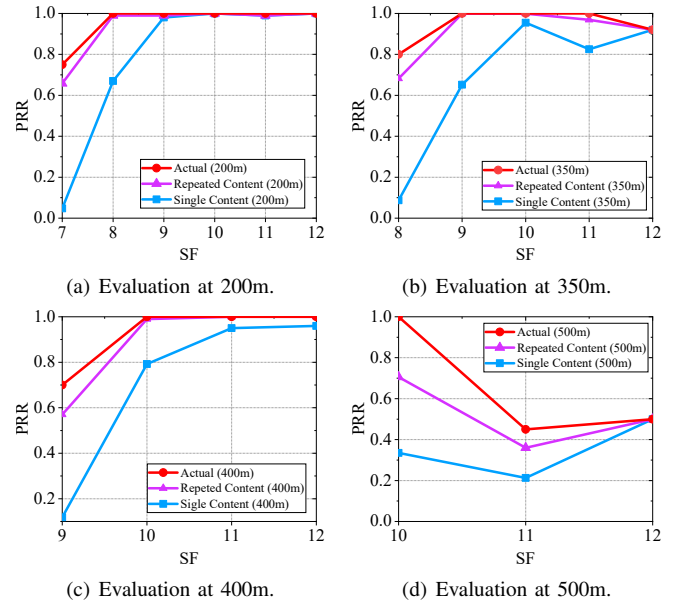 1.0
0.8
0.6
0.4
0.2
0.0
PRR
7 8 9 10 11 12
SF
Actual (200m)
Repeated Content (200m)
Single Content (200m)
(a) Evaluation at 200m.
1.0
0.8
0.6
0.4
0.2
0.0
PRR
8 9 10 11 12
SF
Actual (350m)
Repeated Content (350m)
Single Content (350m)
(b) Evaluation at 350m.
1.0
0.8
0.6
0.4
0.2
PRR
9 10 11 12
SF
Actual (400m)
Repeted Content (400m)
Sigle Content (400m)
(c) Evaluation at 400m.
1.0
0.8
0.6
0.4
0.2
0.0
PRR
10 11 12
SF
Actual (500m)
Repeated Content (500m)
Single Content (500m)
(d) Evaluation at 500m.